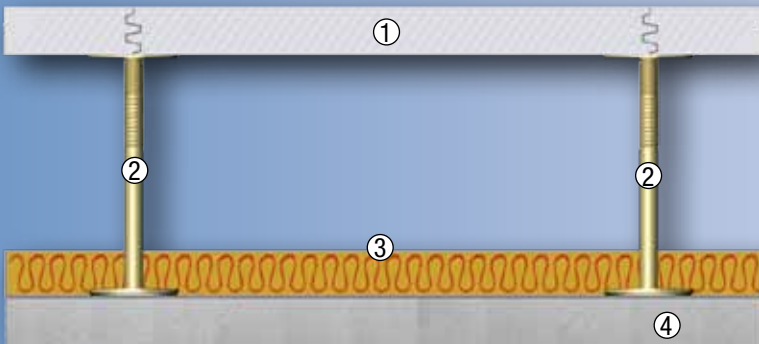 ①
② ②
③
④